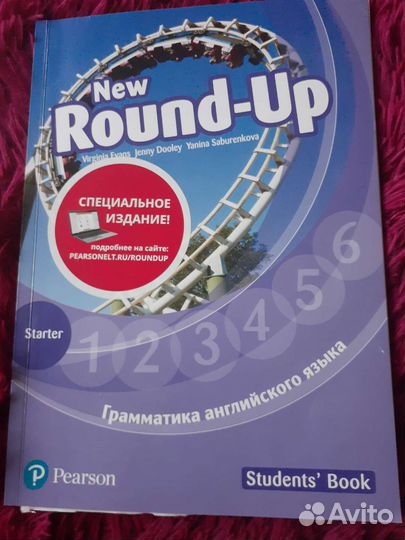 New
Round-Up
Virginia Evans Jenny Dooley Yanina Saburenkova
СПЕЦИАЛЬНОЕ
ИЗДАНИЕ!
подробнее на сайте:
PEARSONELT.RU/ROUNDUP
Starter 1 2 3 4 5 6
Грамматика английского языка
Pearson
Students' Book
Avito